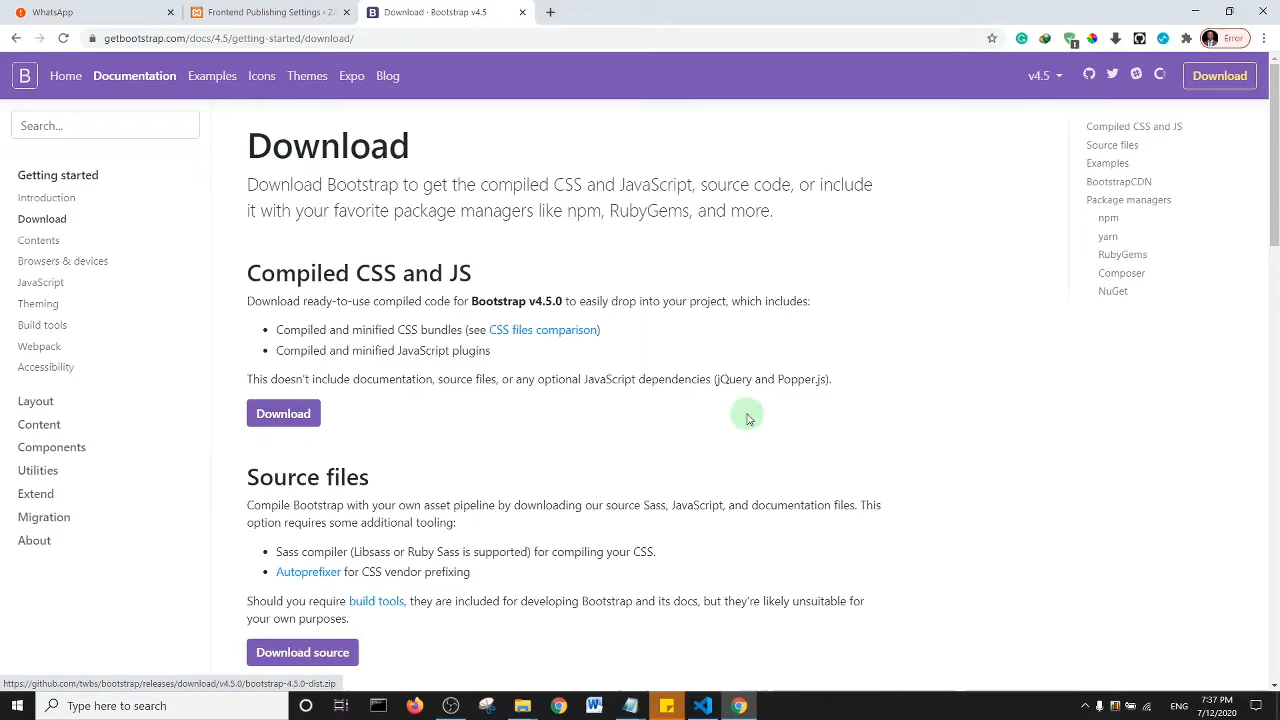 WhatsApp
Frontend Publishing Settings ‹ Zi
Download · Bootstrap v4.5
getbootstrap.com/docs/4.5/getting-started/download/
1
Error
B
Home
Documentation
Examples
Icons
Themes
Expo
Blog
v4.5
Download
Search...
Getting started
Introduction
Download
Contents
Browsers & devices
JavaScript
Theming
Build tools
Webpack
Accessibility
Layout
Content
Components
Utilities
Extend
Migration
About
Download
Download Bootstrap to get the compiled CSS and JavaScript, source code, or include
it with your favorite package managers like npm, RubyGems, and more.
Compiled CSS and JS
Download ready-to-use compiled code for Bootstrap v4.5.0 to easily drop into your project, which includes:
• Compiled and minified CSS bundles (see CSS files comparison)
• Compiled and minified JavaScript plugins
This doesn't include documentation, source files, or any optional JavaScript dependencies (jQuery and Popper.js).
Download
Source files
Compile Bootstrap with your own asset pipeline by downloading our source Sass, JavaScript, and documentation files. This
option requires some additional tooling:
• Sass compiler (Libsass or Ruby Sass is supported) for compiling your CSS.
• Autoprefixer for CSS vendor prefixing
Should you require build tools, they are included for developing Bootstrap and its docs, but they're likely unsuitable for
your own purposes.
Download source
Compiled CSS and JS
Source files
Examples
BootstrapCDN
Package managers
npm
yarn
RubyGems
Composer
NuGet
https://github.com/twbs/bootstrap/releases/download/v4.5.0/bootstrap-4.5.0-dist.zip
Type here to search
ENG
7:37 PM
7/12/2020